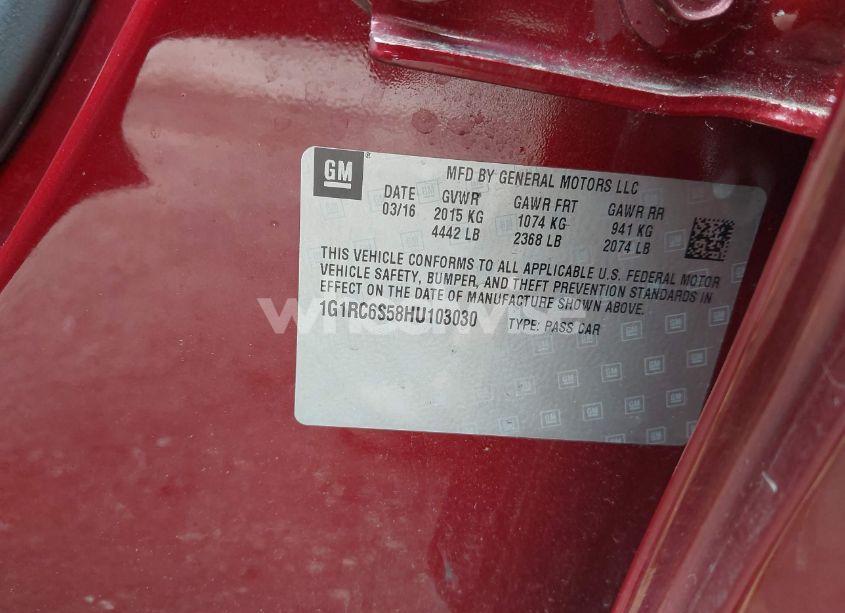 GM
MFD BY GENERAL MOTORS LLC
DATE GVWR GAWR FRT GAWR RR
03/16 2015 KG 1074 KG 941 KG
4442 LB 2368 LB 2074 LB
THIS VEHICLE CONFORMS TO ALL APPLICABLE U.S. FEDERAL MOTOR
VEHICLE SAFETY, BUMPER, AND THEFT PREVENTION STANDARDS IN
EFFECT ON THE DATE OF MANUFACTURE SHOWN ABOVE.
1G1RC6S58HU103030 TYPE: PASS CAR